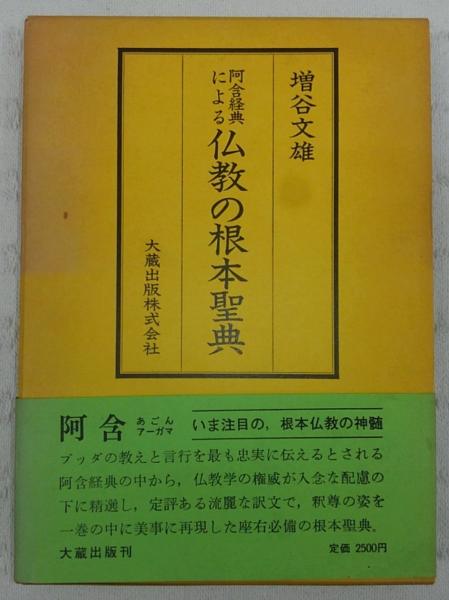 増谷文雄
阿含経典
による
仏教の根本聖典
大蔵出版株式会社
阿含 あごん アーガマ いま注目の，根本仏教の神髄
ブッダの教えと言行を最も忠実に伝えるとされる
阿含経典の中から，仏教学の権威が入念な配慮の
下に精選し，定評ある流麗な訳文で，釈尊の姿を
一巻の中に美事に再現した座右必備の根本聖典。
大蔵出版刊 定価 2500円